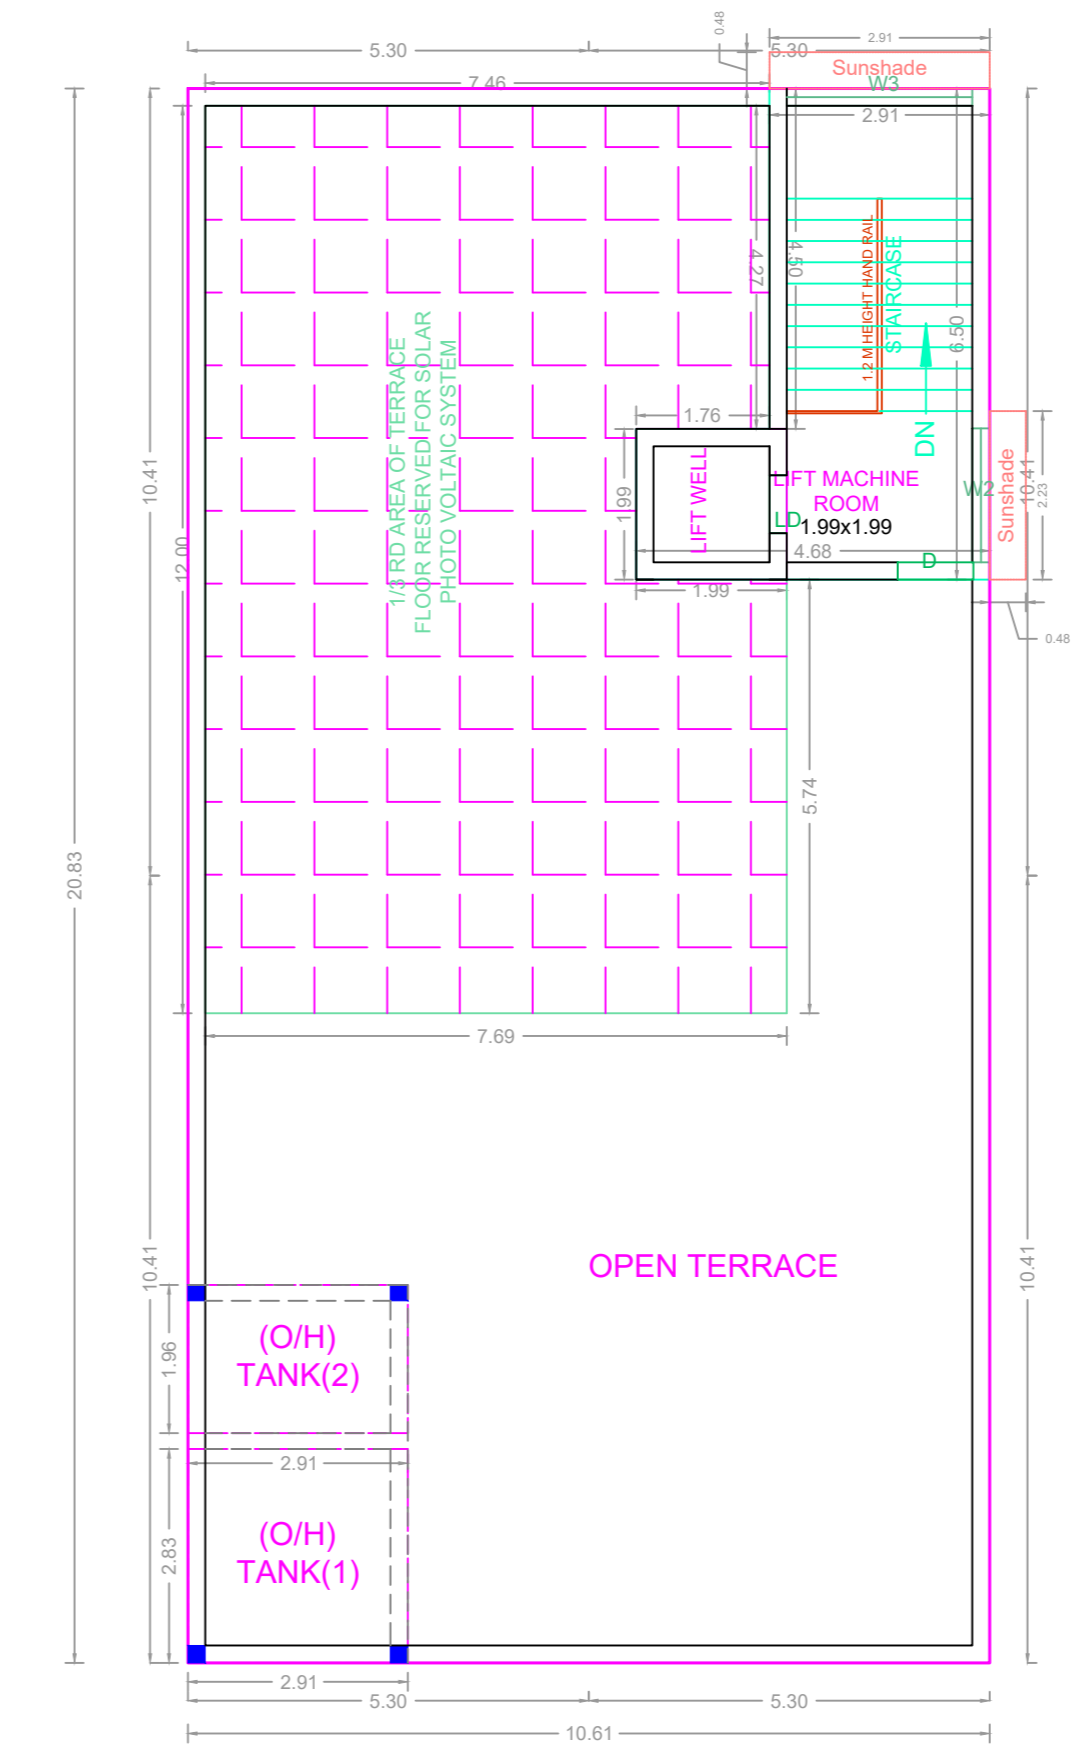 0.48
2.91
5.30
5.30
Sunshade
7.46
W3
2.91
4.27
4.50
1.2 M HEIGHT HAND RAIL
STAIRCASE
6.50
DN
1/3 RD AREA OF TERRACE
FLOOR RESERVED FOR SOLAR
PHOTO VOLTAIC SYSTEM
1.76
10.41
12.00
1.99
LIFT WELL
LIFT MACHINE
ROOM
1.99x1.99
LD
4.68
D
W2
Sunshade
10.41
2.23
1.99
0.48
5.74
20.83
7.69
OPEN TERRACE
10.41
10.41
1.96
(O/H)
TANK(2)
2.91
2.83
(O/H)
TANK(1)
2.91
5.30
5.30
10.61